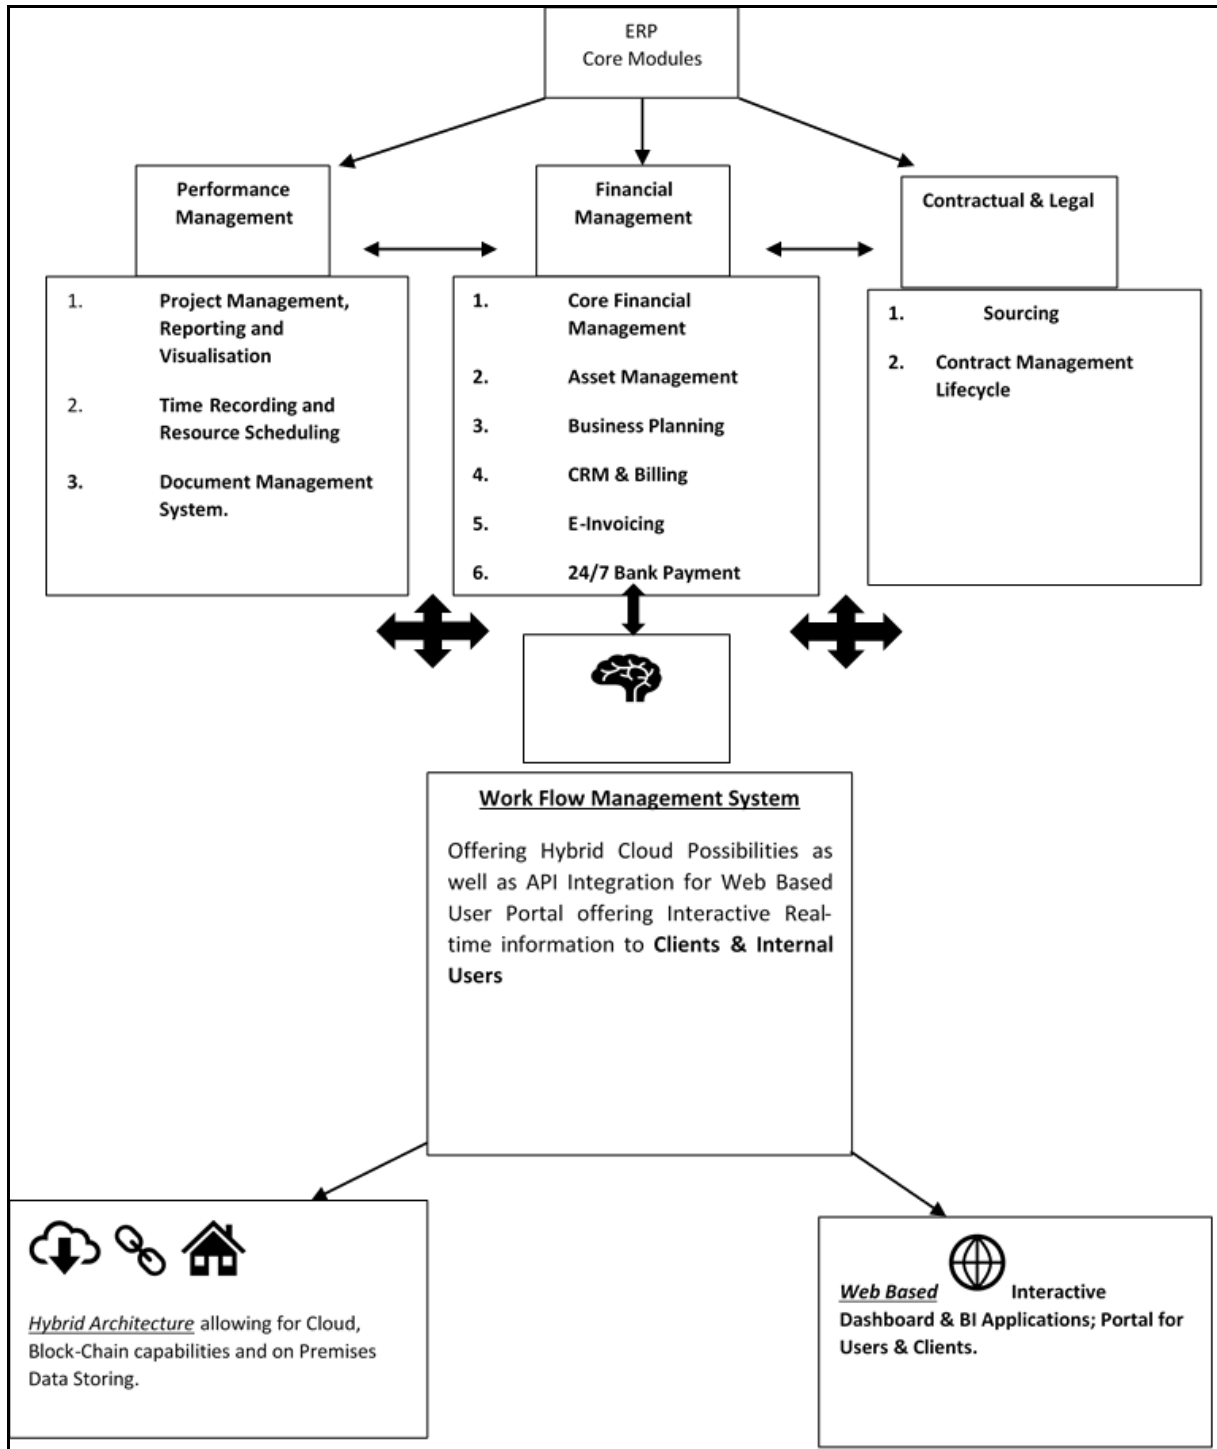 ERP
Core Modules
Performance
Management
Financial
Management
Contractual & Legal
1. Project Management,
Reporting and
Visualisation
2. Time Recording and
Resource Scheduling
3. Document Management
System.
1. Core Financial
Management
2. Asset Management
3. Business Planning
4. CRM & Billing
5. E-Invoicing
6. 24/7 Bank Payment
1. Sourcing
2. Contract Management
Lifecycle
Work Flow Management System
Offering Hybrid Cloud Possibilities as
well as API Integration for Web Based
User Portal offering Interactive Real-
time information to Clients & Internal
Users
Hybrid Architecture allowing for Cloud,
Block-Chain capabilities and on Premises
Data Storing.
Web Based Interactive
Dashboard & BI Applications; Portal for
Users & Clients.